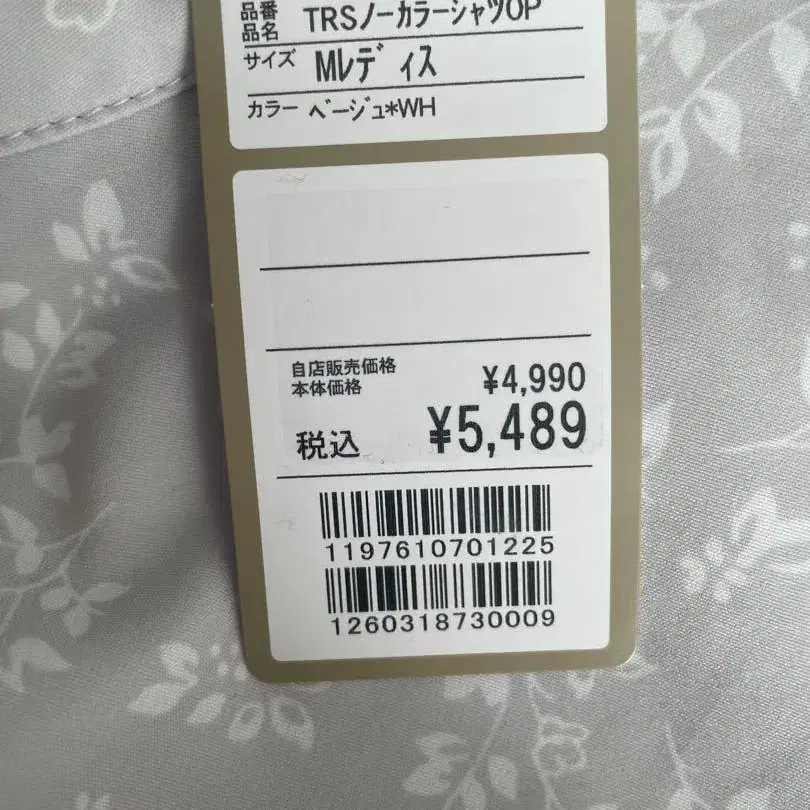 品番
品名 TRSノーカラーシャツOP
サイズ Mレディス
カラー ベージュ*WH
自店販売価格
本体価格 ¥4,990
税込 ¥5,489
1197610701225
1260318730009